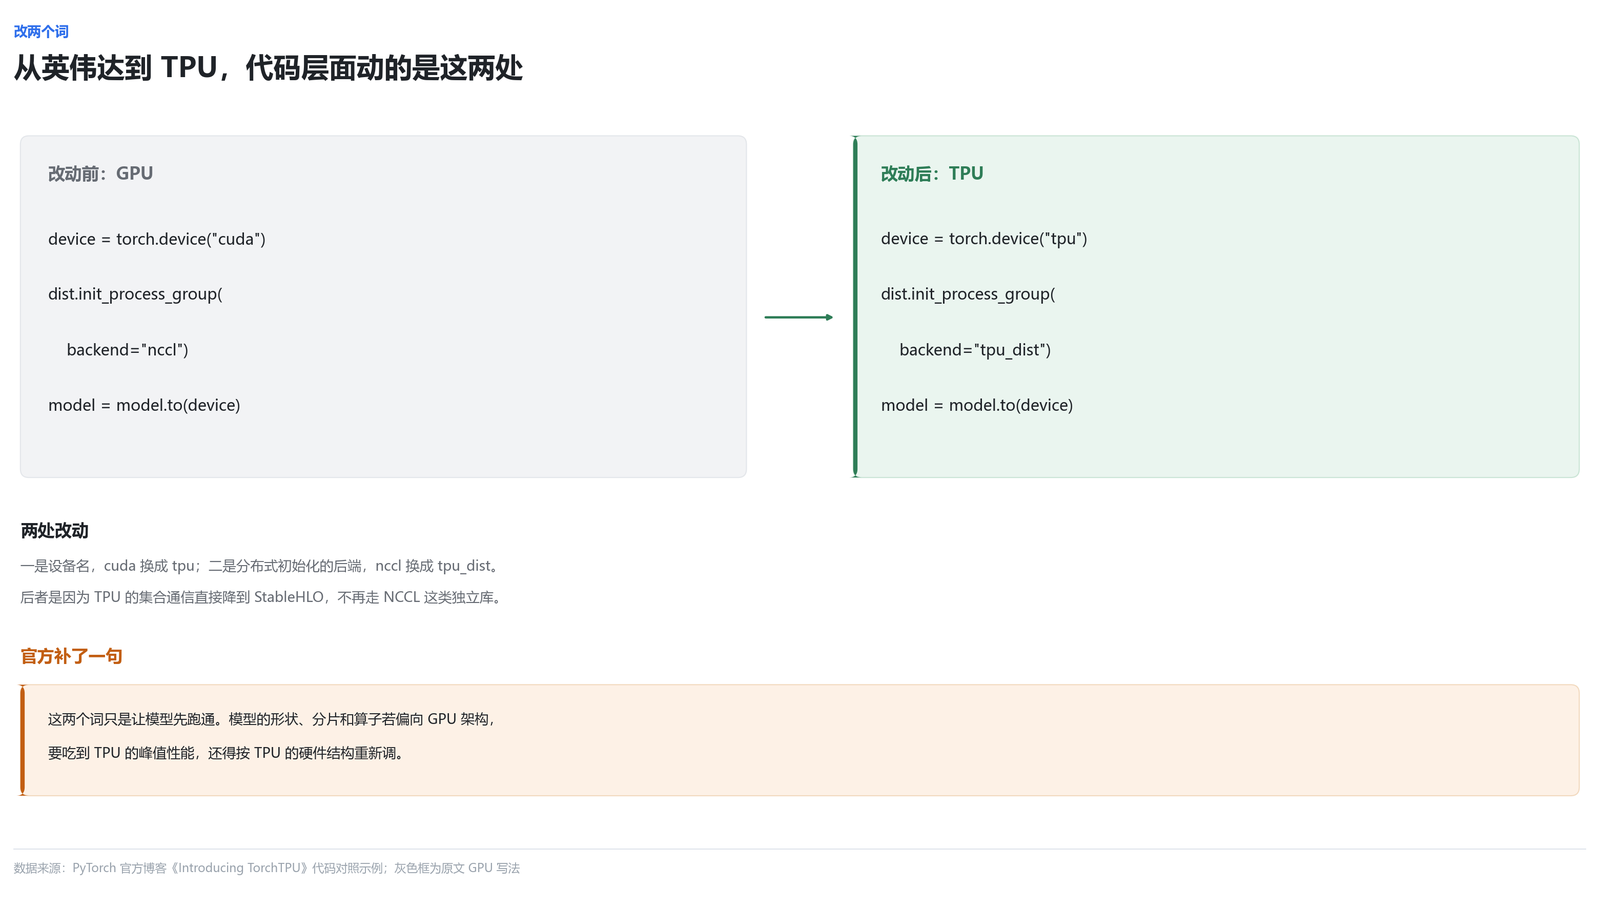 改两个词
从英伟达到 TPU，代码层面动的是这两处
改动前：GPU
device = torch.device("cuda")
dist.init_process_group(
backend="nccl")
model = model.to(device)
改动后：TPU
device = torch.device("tpu")
dist.init_process_group(
backend="tpu_dist")
model = model.to(device)
两处改动
一是设备名，cuda 换成 tpu；二是分布式初始化的后端，nccl 换成 tpu_dist。
后者是因为 TPU 的集合通信直接降到 StableHLO，不再走 NCCL 这类独立库。
官方补了一句
这两个词只是让模型先跑通。模型的形状、分片和算子若偏向 GPU 架构，
要吃到 TPU 的峰值性能，还得按 TPU 的硬件结构重新调。
数据来源：PyTorch 官方博客《Introducing TorchTPU》代码对照示例；灰色框为原文 GPU 写法